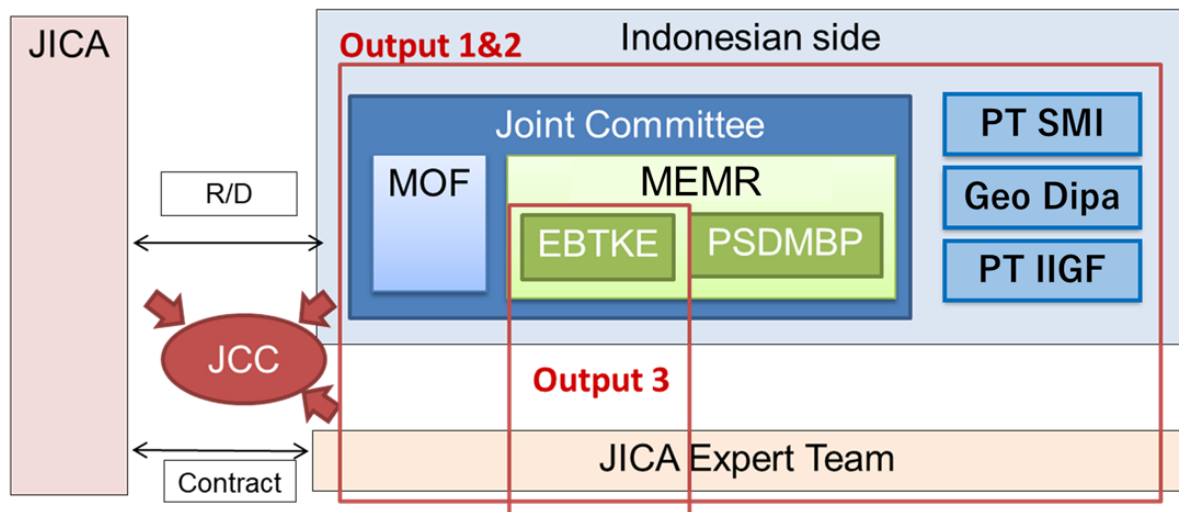 JICA
Output 1&2
Indonesian side
Joint Committee
PT SMI
MOF
MEMR
R/D
Geo Dipa
EBTKE
PSDMBP
PT IIGF
JCC
Output 3
JICA Expert Team
Contract